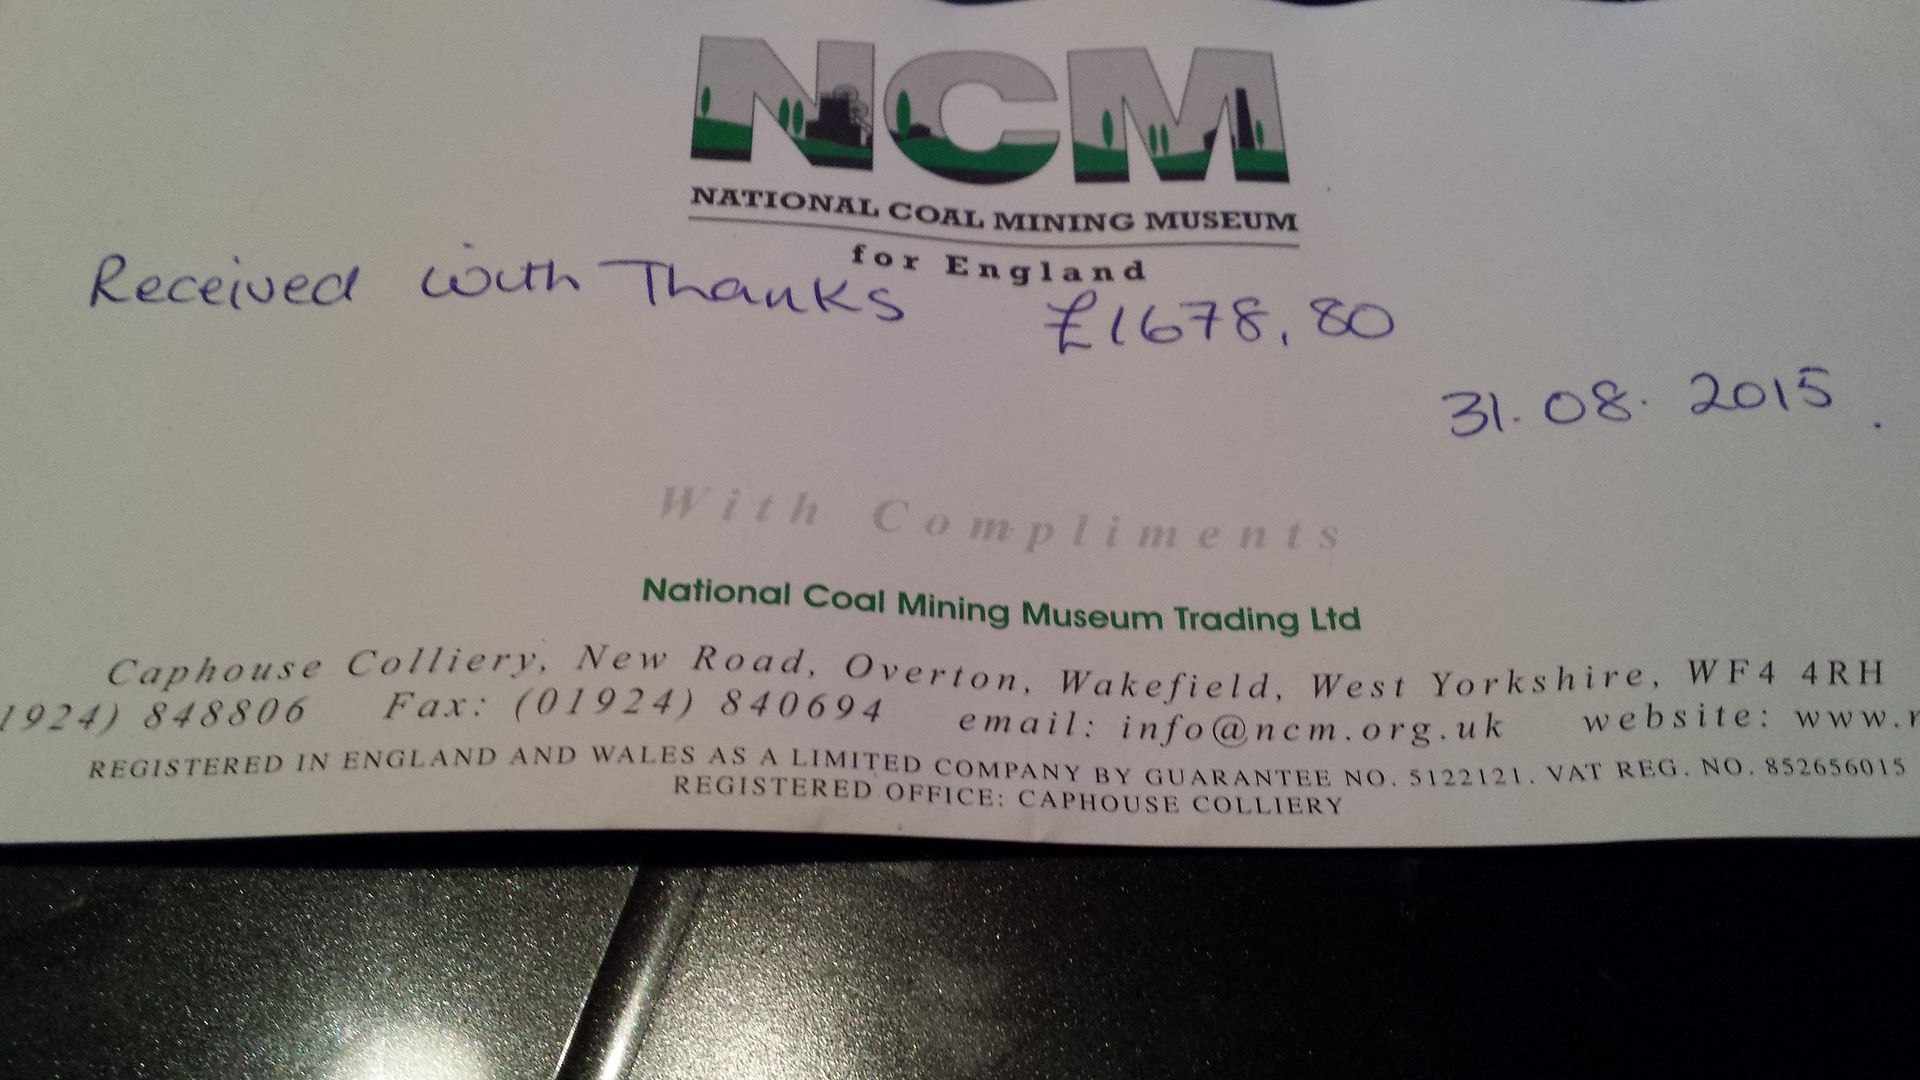 NCM
NATIONAL COAL MINING MUSEUM
for England
Received with Thanks £1678.80
31.08.2015.
With Compliments
National Coal Mining Museum Trading Ltd
Caphouse Colliery, New Road, Overton, Wakefield, West Yorkshire, WF4 4RH
1924) 848806 Fax: (01924) 840694 email: info@ncm.org.uk website: www.
REGISTERED IN ENGLAND AND WALES AS A LIMITED COMPANY BY GUARANTEE NO. 5122121. VAT REG. NO. 852656015
REGISTERED OFFICE: CAPHOUSE COLLIERY